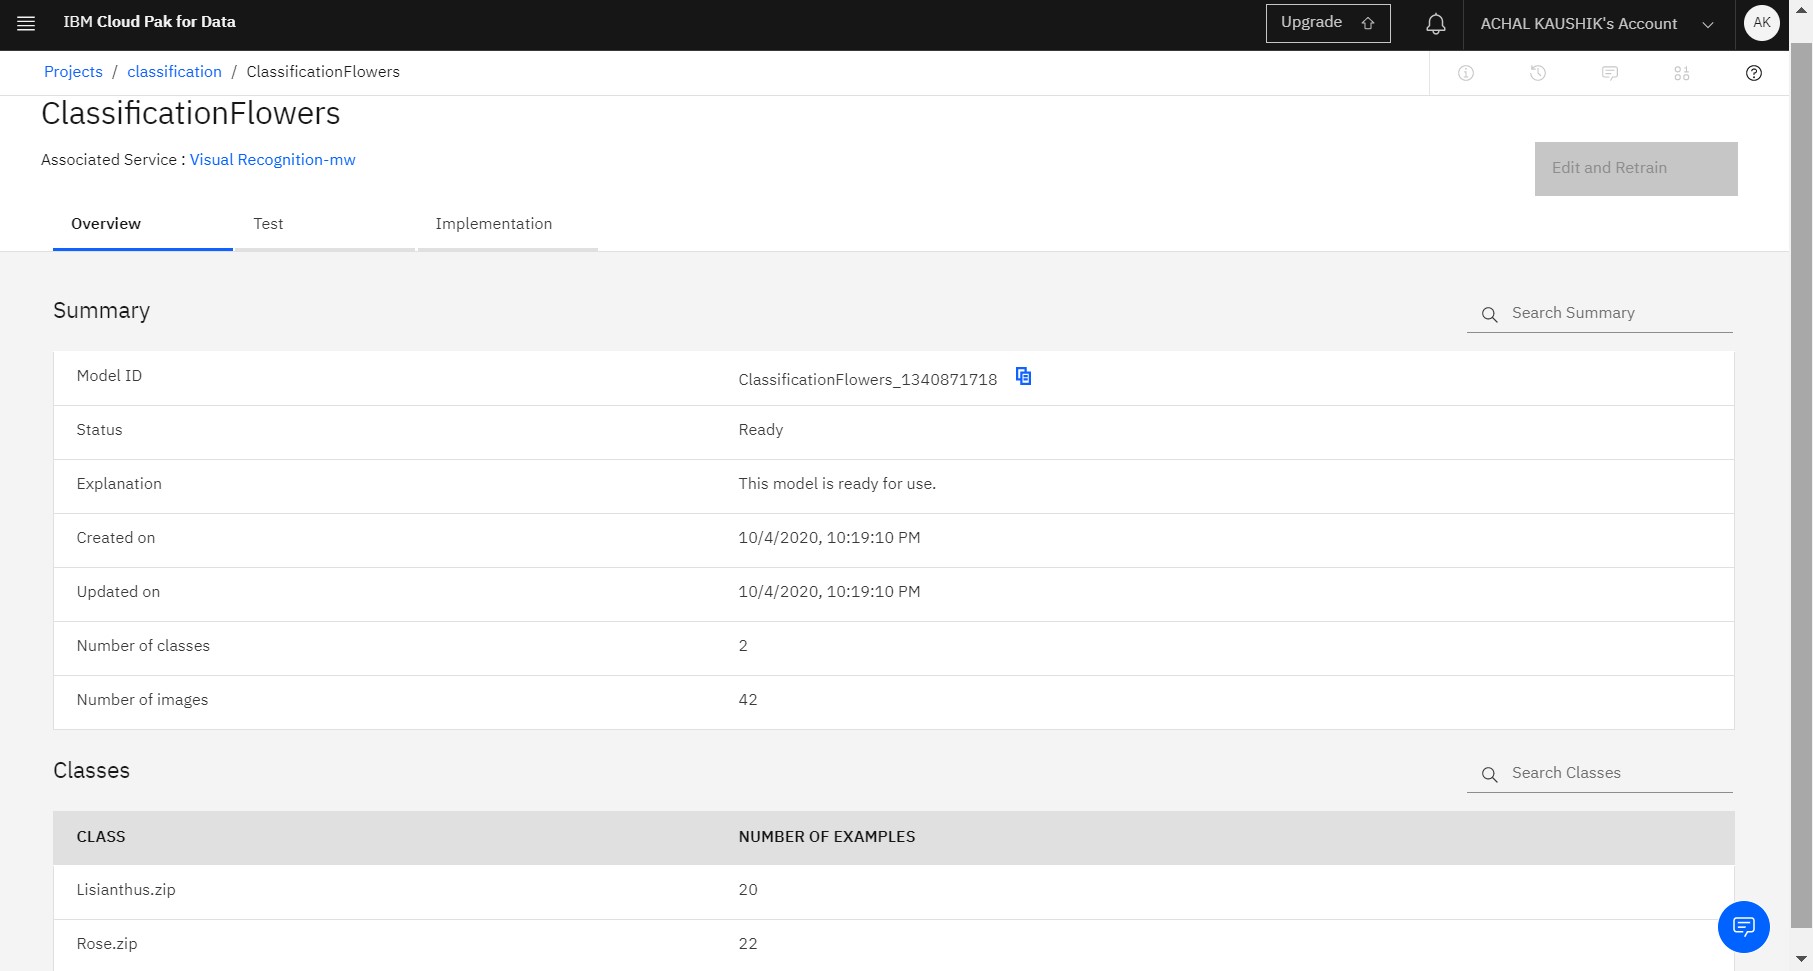 IBM Cloud Pak for Data
Upgrade
ACHAL KAUSHIK's Account
AK
Projects / classification / ClassificationFlowers
ClassificationFlowers
Associated Service : Visual Recognition-mw
Edit and Retrain
Overview Test Implementation
Summary
Search Summary
Model ID ClassificationFlowers_1340871718
Status Ready
Explanation This model is ready for use.
Created on 10/4/2020, 10:19:10 PM
Updated on 10/4/2020, 10:19:10 PM
Number of classes 2
Number of images 42
Classes
Search Classes
CLASS NUMBER OF EXAMPLES
Lisianthus.zip 20
Rose.zip 22